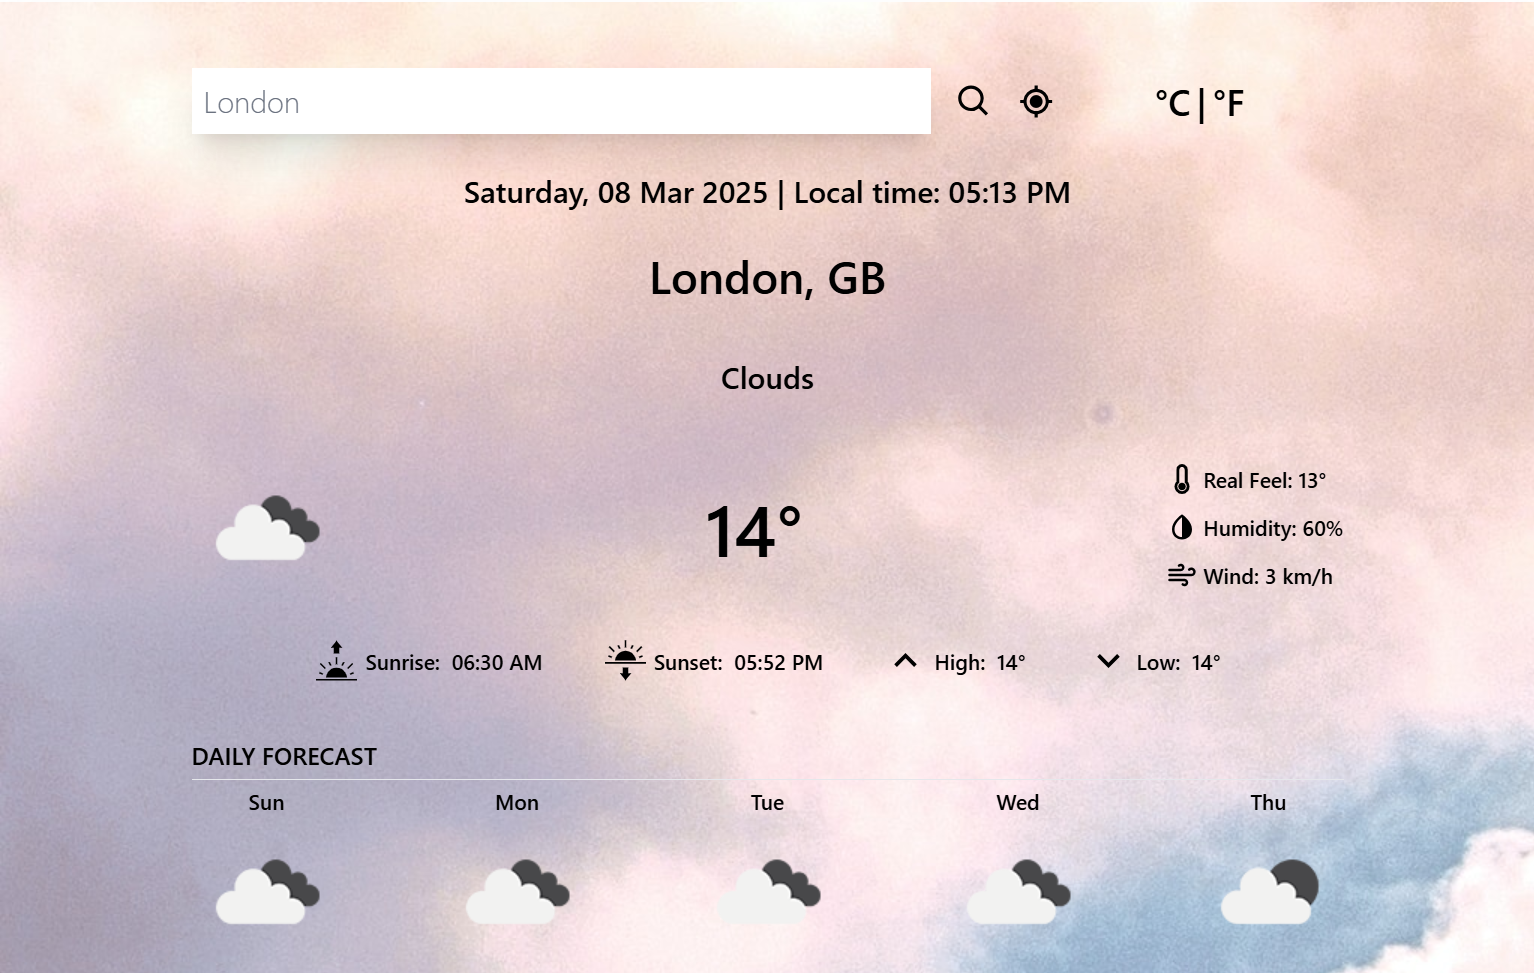 London
°C | °F
Saturday, 08 Mar 2025 | Local time: 05:13 PM
London, GB
Clouds
14°
Real Feel: 13°
Humidity: 60%
Wind: 3 km/h
Sunrise: 06:30 AM
Sunset: 05:52 PM
High: 14°
Low: 14°
DAILY FORECAST
Sun
Mon
Tue
Wed
Thu